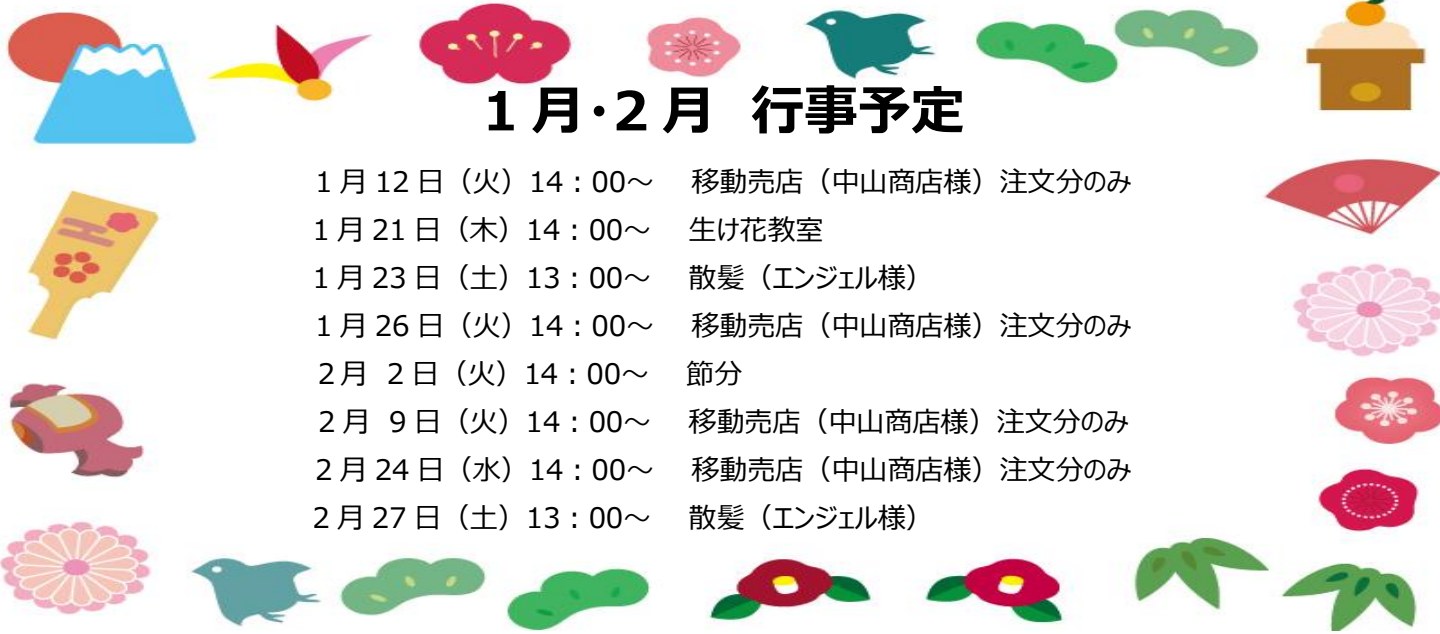 1月・2月 行事予定
1月12日（火）14：00～ 移動売店（中山商店様）注文分のみ
1月21日（木）14：00～ 生け花教室
1月23日（土）13：00～ 散髪（エンジェル様）
1月26日（火）14：00～ 移動売店（中山商店様）注文分のみ
2月 2日（火）14：00～ 節分
2月 9日（火）14：00～ 移動売店（中山商店様）注文分のみ
2月24日（水）14：00～ 移動売店（中山商店様）注文分のみ
2月27日（土）13：00～ 散髪（エンジェル様）